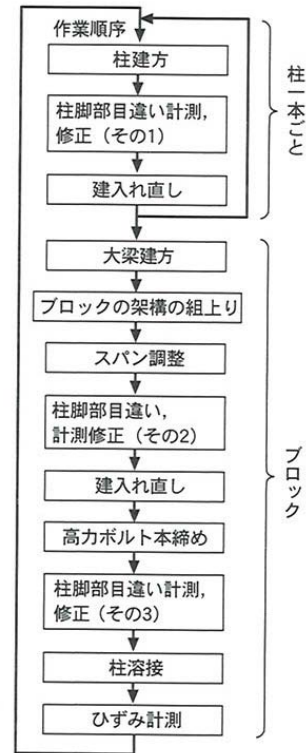 作業順序
柱建方
柱脚部目違い計測，
修正（その1）
建入れ直し
柱一本ごと
大梁建方
ブロックの架構の組上り
スパン調整
柱脚部目違い，
計測修正（その2）
建入れ直し
高力ボルト本締め
柱脚部目違い計測，
修正（その3）
柱溶接
ひずみ計測
ブロック